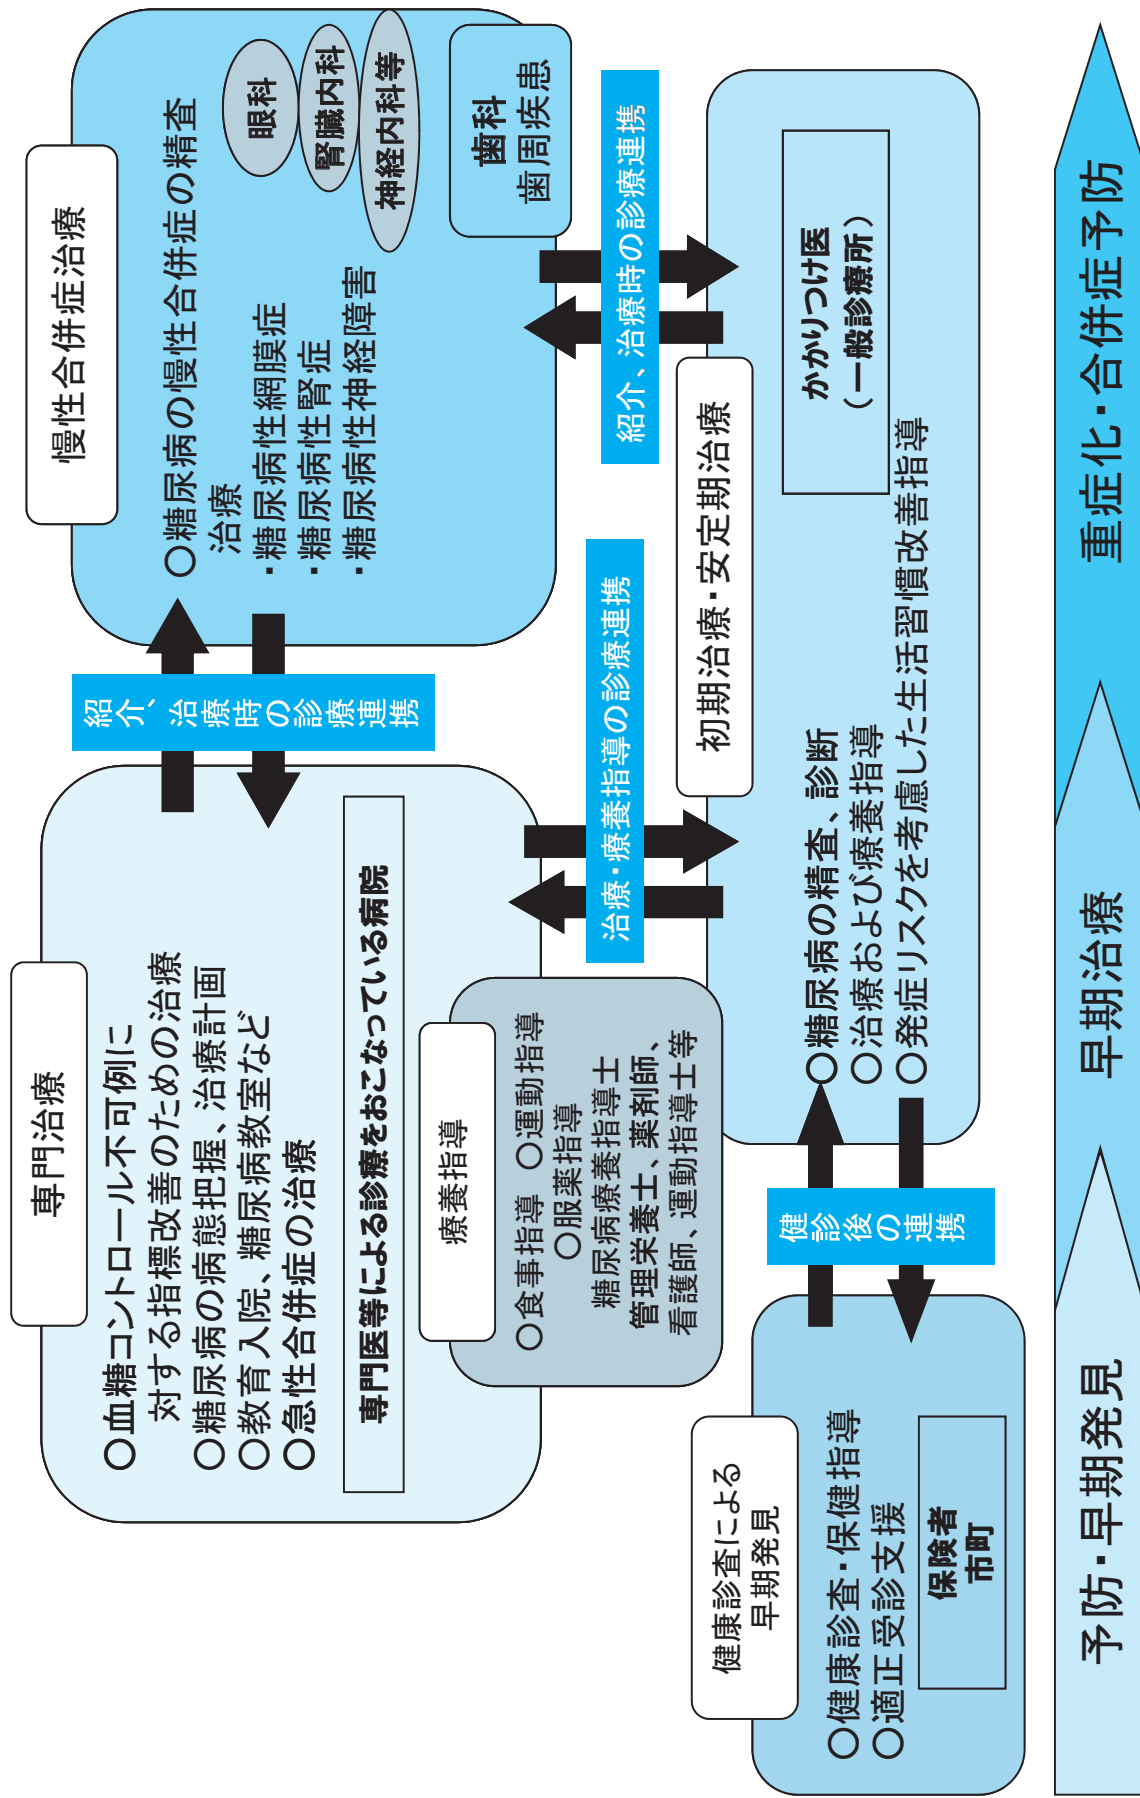 専門治療
〇血糖コントロール不可例に
対する指標改善のための治療
〇糖尿病の病態把握、治療計画
〇教育入院、糖尿病教室など
〇急性合併症の治療
専門医等による診療をおこなっている病院
紹介、治療時の診療連携
慢性合併症治療
〇糖尿病の慢性合併症の精査
治療
・糖尿病性網膜症
・糖尿病性腎症
・糖尿病性神経障害
眼科
腎臓内科
神経内科等
歯科
歯周疾患
療養指導
〇食事指導 〇運動指導
〇服薬指導
糖尿病療養指導士
管理栄養士、薬剤師、
看護師、運動指導士等
治療・療養指導の診療連携
紹介、治療時の診療連携
健康診査による
早期発見
〇健康診査・保健指導
〇適正受診支援
保険者
市町
健診後の連携
初期治療・安定期治療
かかりつけ医
(一般診療所)
〇糖尿病の精査、診断
〇治療および療養指導
〇発症リスクを考慮した生活習慣改善指導
予防・早期発見
早期治療
重症化・合併症予防